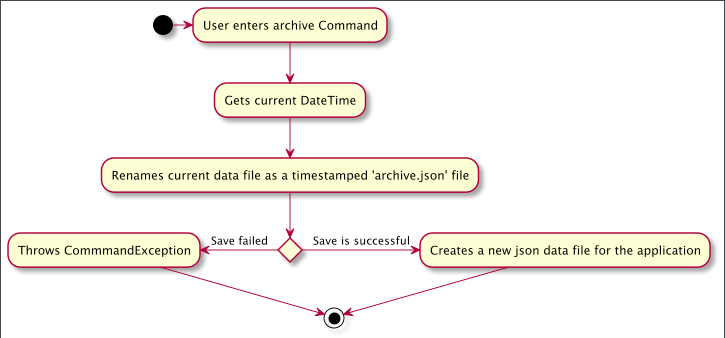 User enters archive Command
Gets current DateTime
Renames current data file as a timestamped 'archive.json' file
Save failed
Save is successful
Throws CommmandException
Creates a new json data file for the application